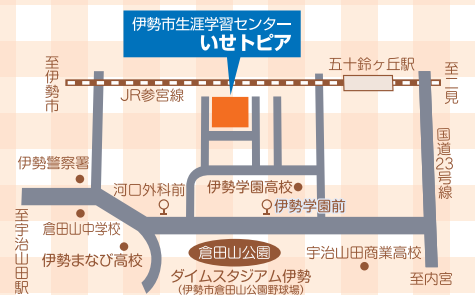 伊勢市生涯学習センター
いせトピア
五十鈴ヶ丘駅
至伊勢市
至二見
JR参宮線
国道23号線
伊勢警察署
河口外科前
伊勢学園高校
伊勢学園前
倉田山中学校
至宇治山田駅
伊勢まなび高校
倉田山公園
宇治山田商業高校
ダイムスタジアム伊勢
(伊勢市倉田山公園野球場)
至内宮